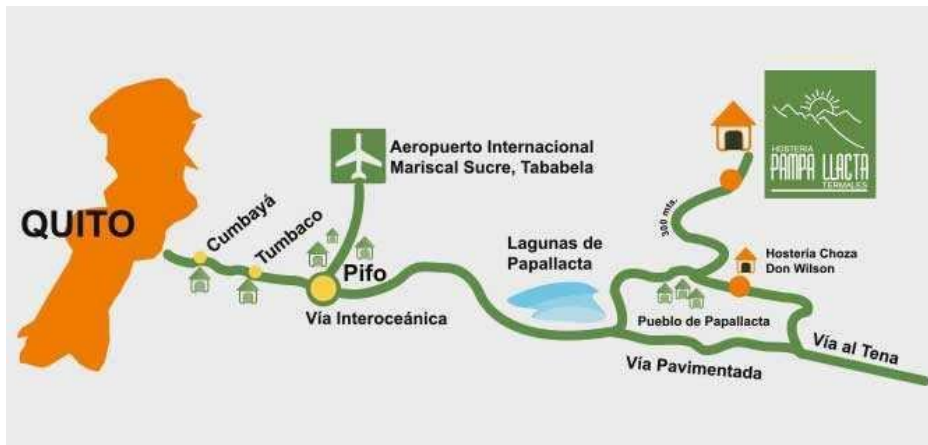 QUITO
Cumbayá
Tumbaco
Pifo
Aeropuerto Internacional
Mariscal Sucre, Tababela
Vía Interoceánica
Lagunas de
Papallacta
300 mts.
HOSTERIA
PAMPA LLACTA
TERMALES
Hostería Choza
Don Wilson
Pueblo de Papallacta
Vía Pavimentada
Vía al Tena